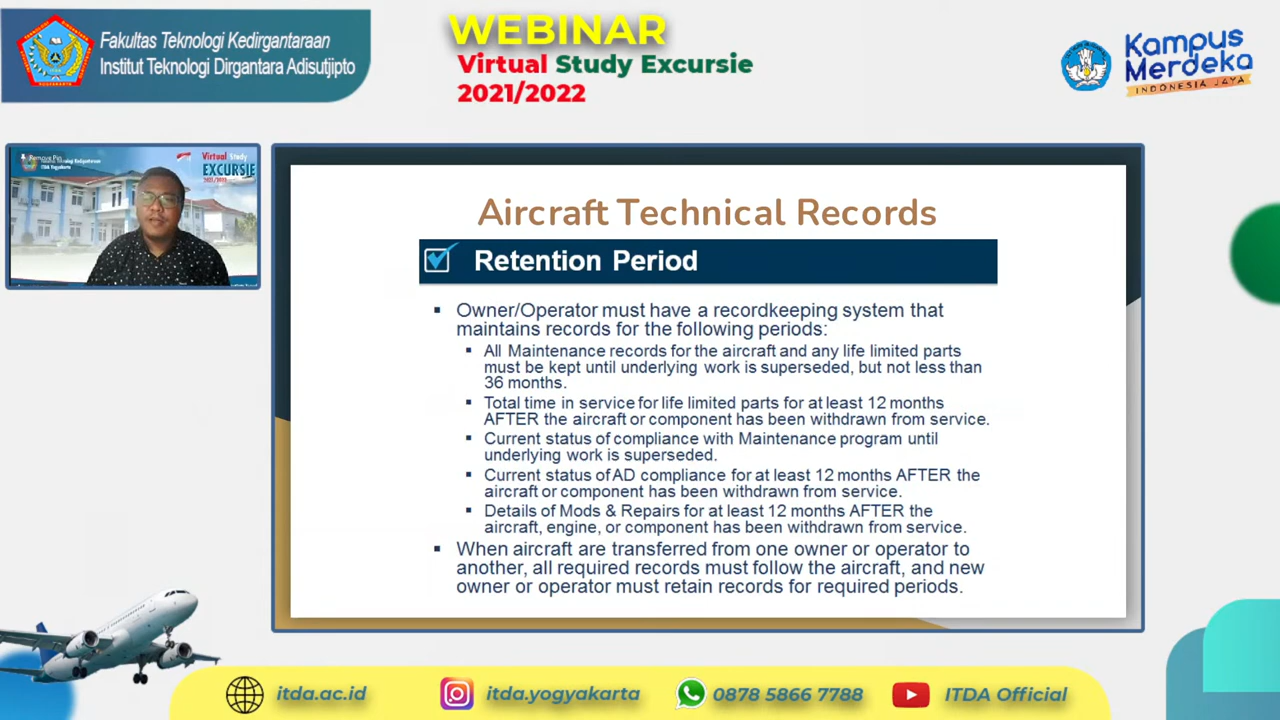 Fakultas Teknologi Kedirgantaraan
Institut Teknologi Dirgantara Adisutjipto
WEBINAR
Virtual Study Excursie
2021/2022
Kampus
Merdeka
INDONESIA JAYA
Remove Pin
ITDA Yogyakarta
Virtual Study
EXCURSIE
2021/2022
Aircraft Technical Records
Retention Period
▪ Owner/Operator must have a recordkeeping system that
maintains records for the following periods:
▪ All Maintenance records for the aircraft and any life limited parts
must be kept until underlying work is superseded, but not less than
36 months.
▪ Total time in service for life limited parts for at least 12 months
AFTER the aircraft or component has been withdrawn from service.
▪ Current status of compliance with Maintenance program until
underlying work is superseded.
▪ Current status of AD compliance for at least 12 months AFTER the
aircraft or component has been withdrawn from service.
▪ Details of Mods & Repairs for at least 12 months AFTER the
aircraft, engine, or component has been withdrawn from service.
▪ When aircraft are transferred from one owner or operator to
another, all required records must follow the aircraft, and new
owner or operator must retain records for required periods.
itda.ac.id
itda.yogyakarta
0878 5866 7788
ITDA Official